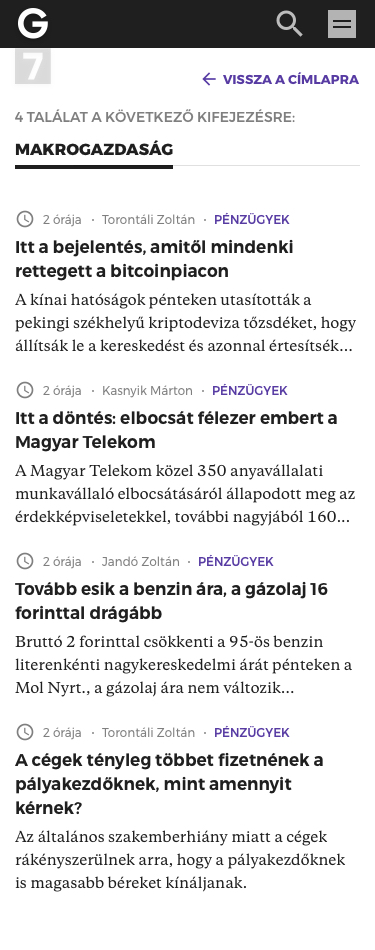 G
7
← VISSZA A CÍMLAPRA
4 TALÁLAT A KÖVETKEZŐ KIFEJEZÉSRE:
MAKROGAZDASÁG
2 órája · Torontáli Zoltán · PÉNZÜGYEK
Itt a bejelentés, amitől mindenki
rettegett a bitcoinpiacon
A kínai hatóságok pénteken utasították a
pekingi székhelyű kriptodeviza tőzsdéket, hogy
állítsák le a kereskedést és azonnal értesítsék...
2 órája · Kasnyik Márton · PÉNZÜGYEK
Itt a döntés: elbocsát félezer embert a
Magyar Telekom
A Magyar Telekom közel 350 anyavállalati
munkavállaló elbocsátásáról állapodott meg az
érdekképviseletekkel, további nagyjából 160...
2 órája · Jandó Zoltán · PÉNZÜGYEK
Tovább esik a benzin ára, a gázolaj 16
forinttal drágább
Bruttó 2 forinttal csökkenti a 95-ös benzin
literenkénti nagykereskedelmi árát pénteken a
Mol Nyrt., a gázolaj ára nem változik...
2 órája · Torontáli Zoltán · PÉNZÜGYEK
A cégek tényleg többet fizetnének a
pályakezdőknek, mint amennyit
kérnek?
Az általános szakemberhiány miatt a cégek
rákényszerülnek arra, hogy a pályakezdőknek
is magasabb béreket kínáljanak.